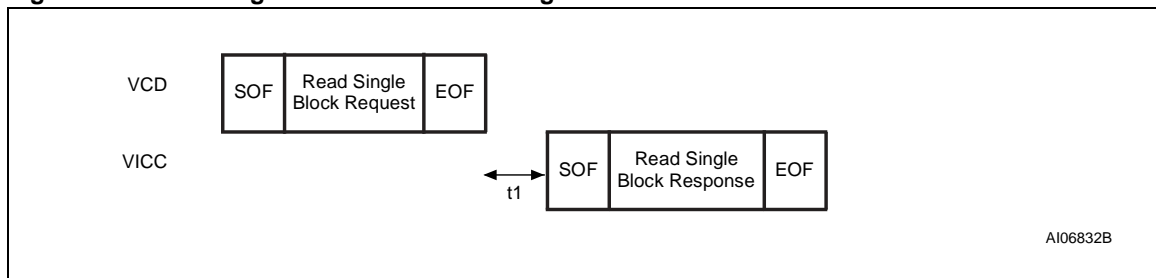 VCD SOF Read Single Block Request EOF
VICC SOF Read Single Block Response EOF
t1
AI06832B